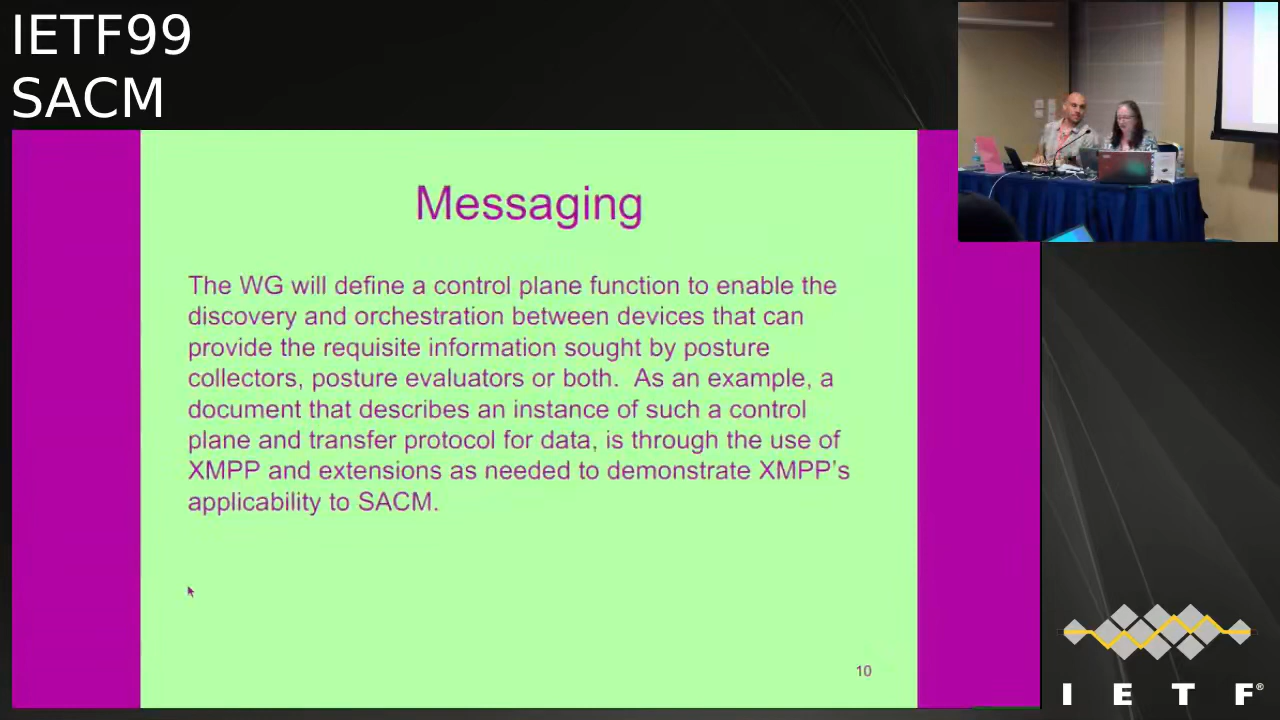 IETF99
SACM
Messaging
The WG will define a control plane function to enable the
discovery and orchestration between devices that can
provide the requisite information sought by posture
collectors, posture evaluators or both.  As an example, a
document that describes an instance of such a control
plane and transfer protocol for data, is through the use of
XMPP and extensions as needed to demonstrate XMPP's
applicability to SACM.
10
I E T F®